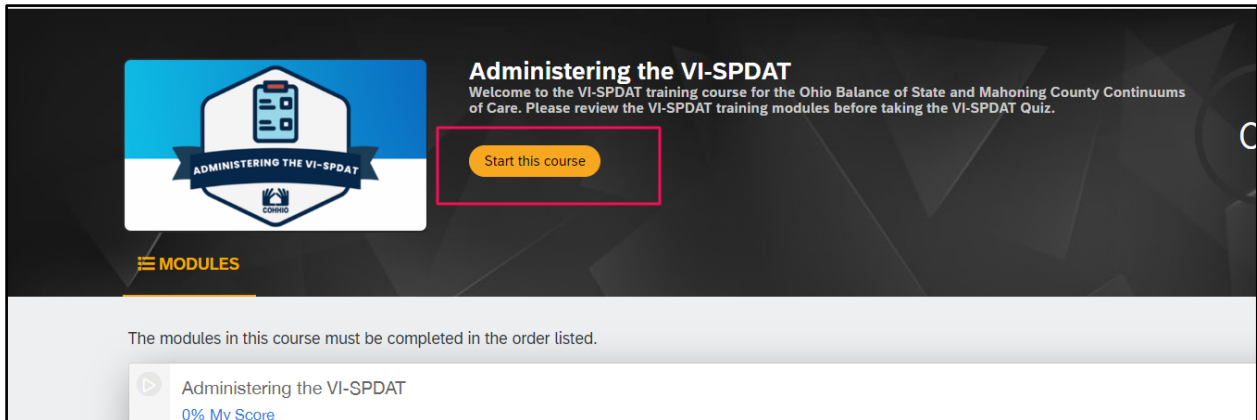 Administering the VI-SPDAT
Welcome to the VI-SPDAT training course for the Ohio Balance of State and Mahoning County Continuums
of Care. Please review the VI-SPDAT training modules before taking the VI-SPDAT Quiz.
ADMINISTERING THE VI-SPDAT
COHHIO
Start this course
MODULES
The modules in this course must be completed in the order listed.
Administering the VI-SPDAT
0% My Score